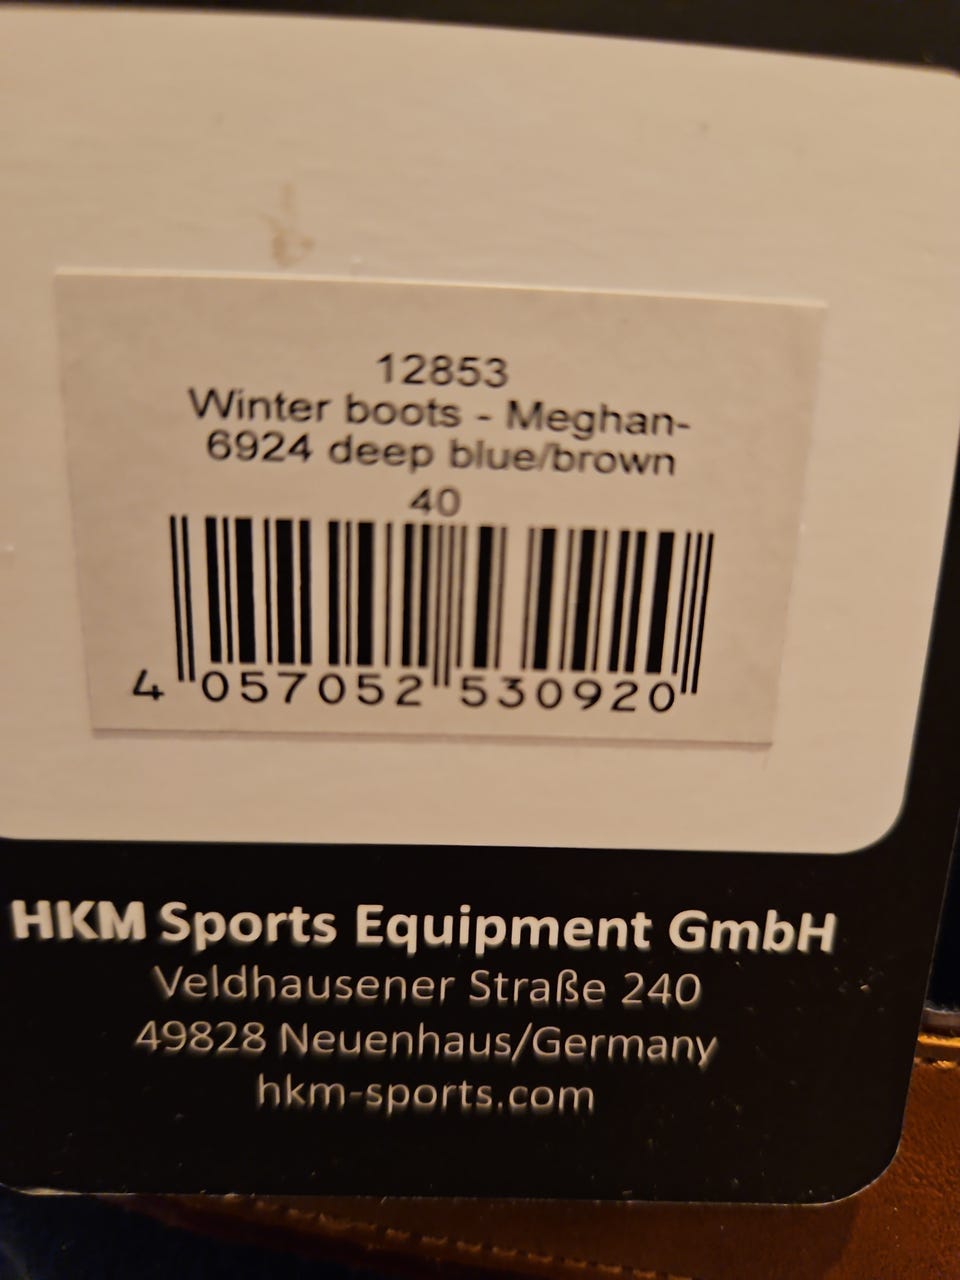 12853
Winter boots - Meghan-
6924 deep blue/brown
40
4 057052 530920
HKM Sports Equipment GmbH
Veldhausener Straße 240
49828 Neuenhaus/Germany
hkm-sports.com